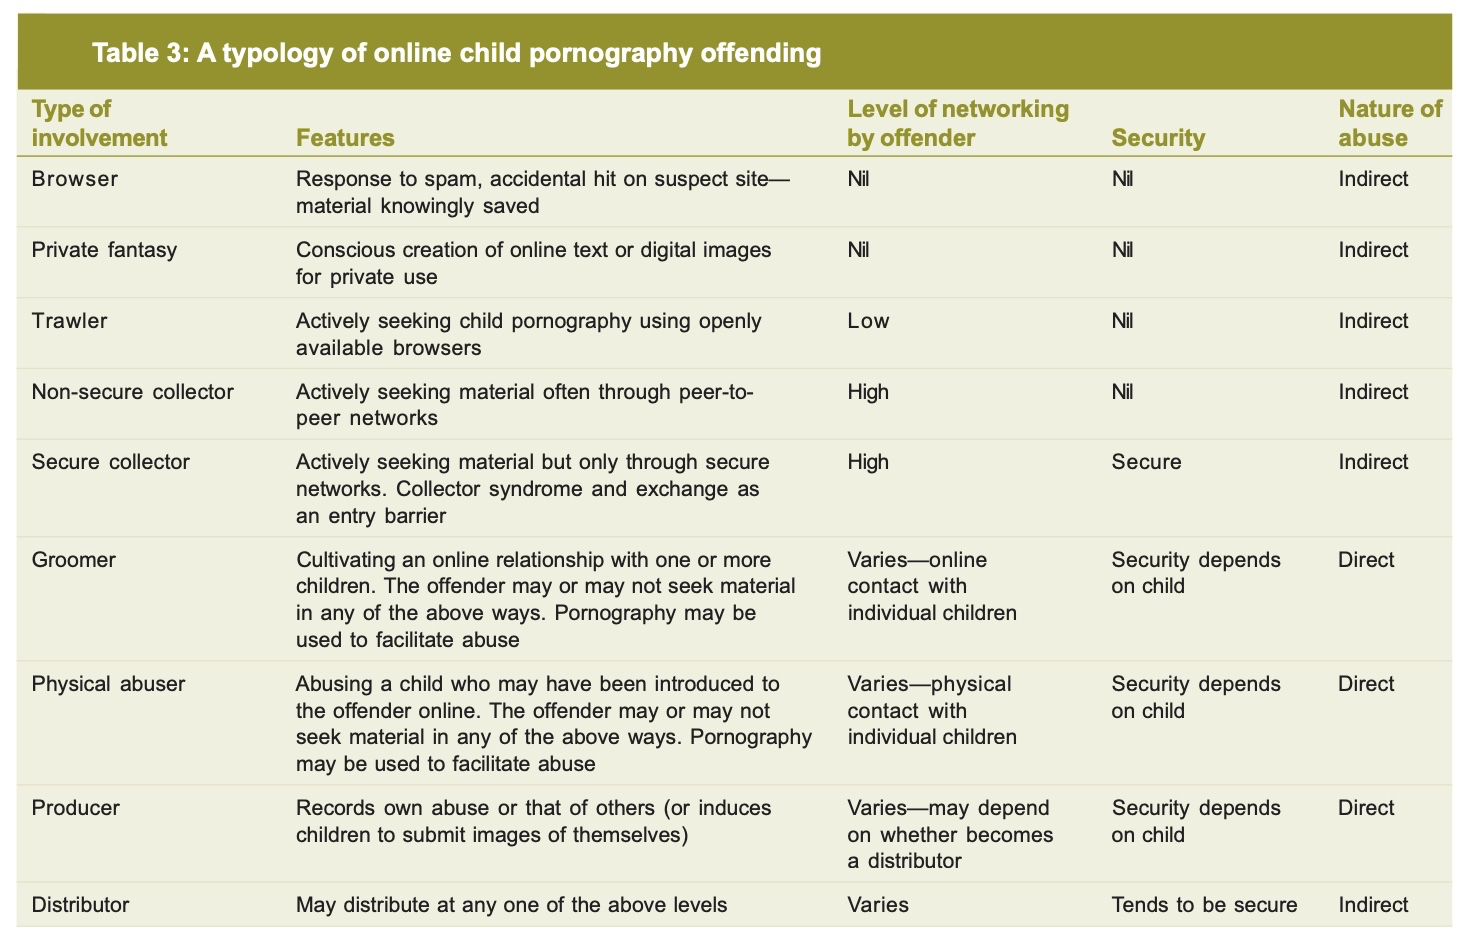 Table 3: A typology of online child pornography offending
Type of involvement Features Level of networking by offender Security Nature of abuse
Browser Response to spam, accidental hit on suspect site— Nil Nil Indirect
material knowingly saved
Private fantasy Conscious creation of online text or digital images Nil Nil Indirect
for private use
Trawler Actively seeking child pornography using openly Low Nil Indirect
available browsers
Non-secure collector Actively seeking material often through peer-to- High Nil Indirect
peer networks
Secure collector Actively seeking material but only through secure High Secure Indirect
networks. Collector syndrome and exchange as
an entry barrier
Groomer Cultivating an online relationship with one or more Varies—online Security depends Direct
children. The offender may or may not seek material contact with on child
in any of the above ways. Pornography may be individual children
used to facilitate abuse
Physical abuser Abusing a child who may have been introduced to Varies—physical Security depends Direct
the offender online. The offender may or may not contact with on child
seek material in any of the above ways. Pornography individual children
may be used to facilitate abuse
Producer Records own abuse or that of others (or induces Varies—may depend Security depends Direct
children to submit images of themselves) on whether becomes on child
a distributor
Distributor May distribute at any one of the above levels Varies Tends to be secure Indirect